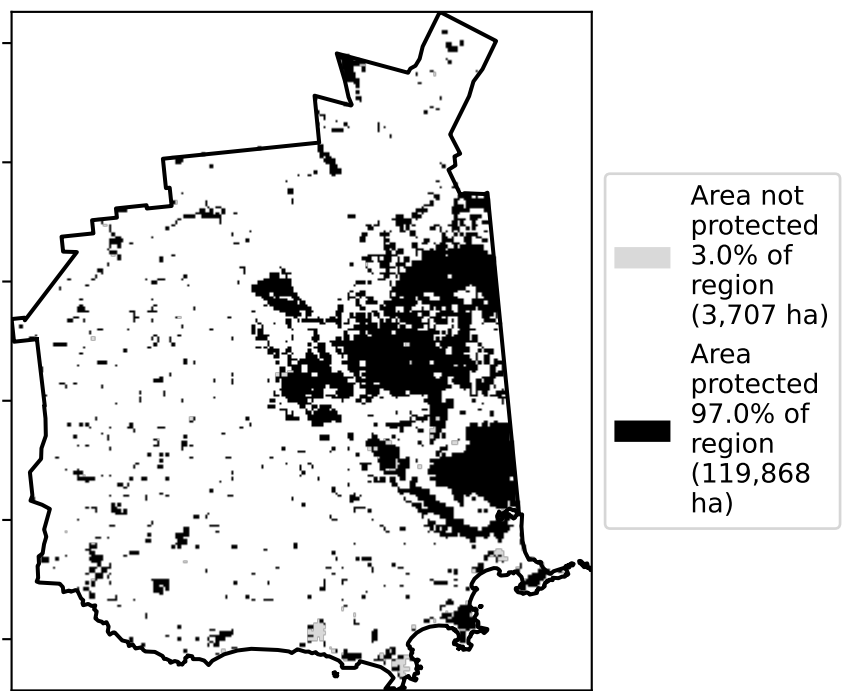 Area not
protected
3.0% of
region
(3,707 ha)
Area
protected
97.0% of
region
(119,868
ha)